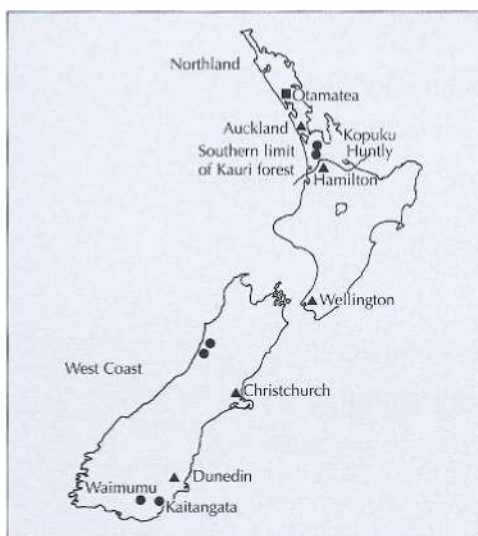 Northland
Otamatea
Auckland
Kopuku
Southern limit
Huntly
of Kauri forest
Hamilton
Wellington
West Coast
Christchurch
Dunedin
Waimumu
Kaitangata